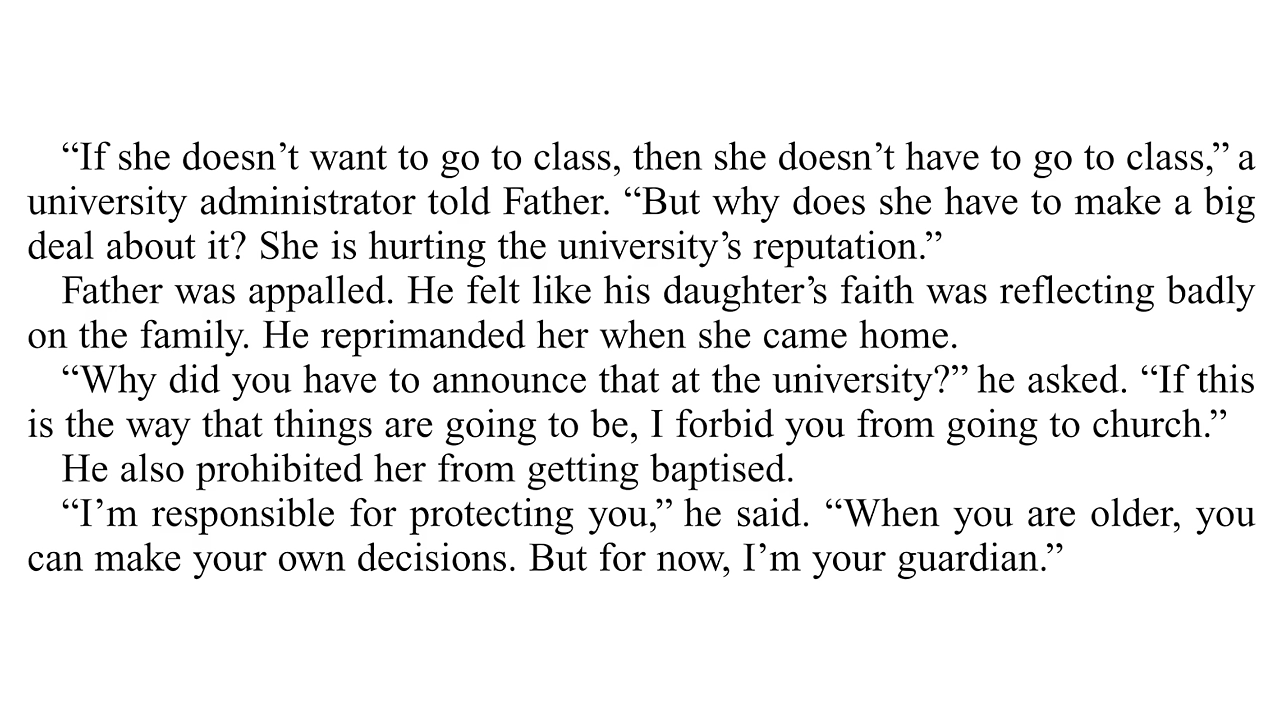 “If she doesn’t want to go to class, then she doesn’t have to go to class,” a
university administrator told Father. “But why does she have to make a big
deal about it? She is hurting the university’s reputation.”
Father was appalled. He felt like his daughter’s faith was reflecting badly
on the family. He reprimanded her when she came home.
“Why did you have to announce that at the university?” he asked. “If this
is the way that things are going to be, I forbid you from going to church.”
He also prohibited her from getting baptised.
“I’m responsible for protecting you,” he said. “When you are older, you
can make your own decisions. But for now, I’m your guardian.”